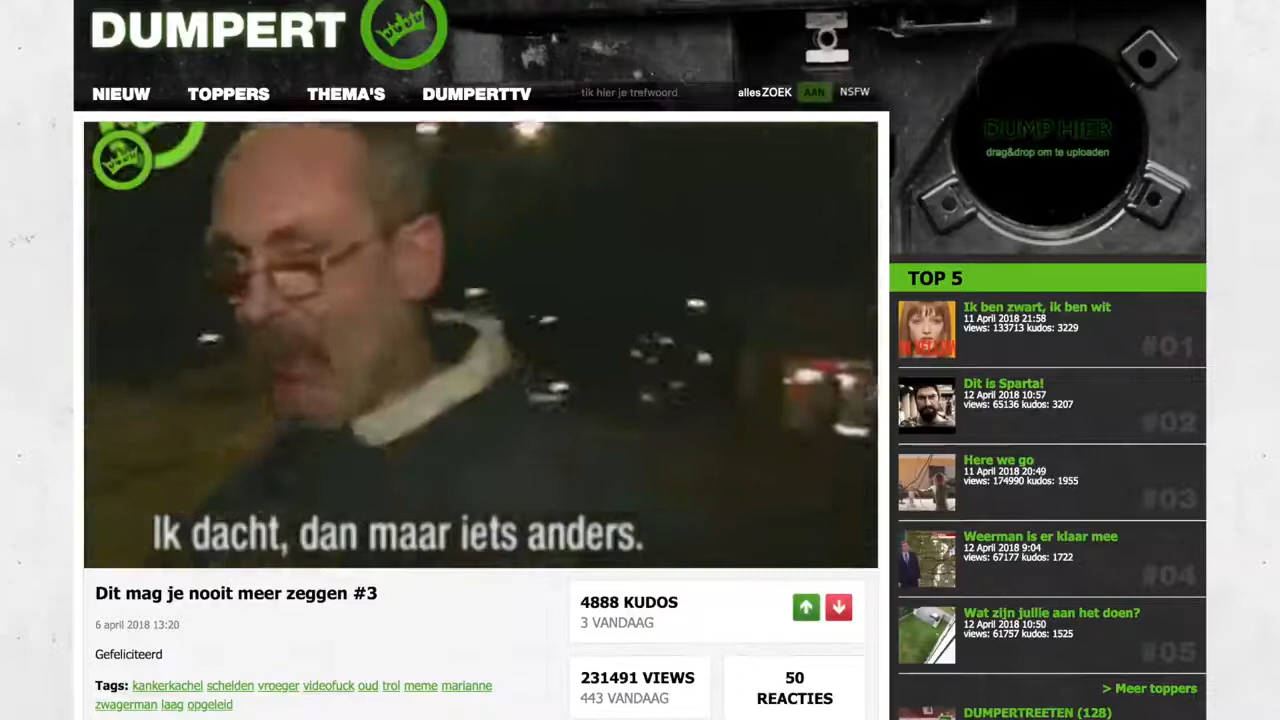 DUMPERT
NIEUW TOPPERS THEMA'S DUMPERTTV tik hier je trefwoord allesZOEK AAN NSFW
DUMP HIER
drag&drop om te uploaden
Ik dacht, dan maar iets anders.
Dit mag je nooit meer zeggen #3
6 april 2018 13:20
Gefeliciteerd
Tags: kankerkachel schelden vroeger videofuck oud trol meme marianne
zwagerman laag opgeleid
4888 KUDOS
3 VANDAAG
231491 VIEWS
443 VANDAAG
50
REACTIES
TOP 5
Ik ben zwart, ik ben wit
11 April 2018 21:58
views: 133713 kudos: 3229
#01
Dit is Sparta!
12 April 2018 10:57
views: 65136 kudos: 3207
#02
Here we go
11 April 2018 20:49
views: 174990 kudos: 1955
#03
Weerman is er klaar mee
12 April 2018 9:04
views: 67177 kudos: 1722
#04
Wat zijn jullie aan het doen?
12 April 2018 10:50
views: 61757 kudos: 1525
#05
> Meer toppers
DUMPERTREETEN (128)